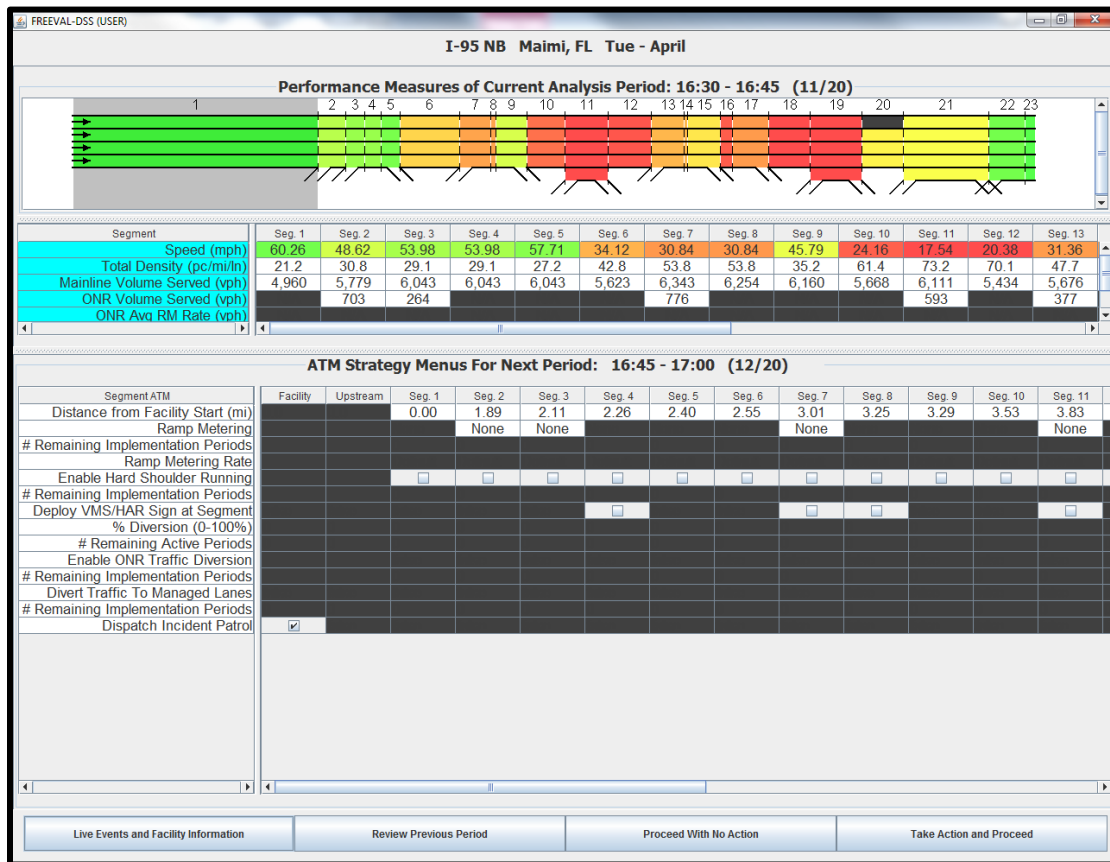 FREEVAL-DSS (USER)
I-95 NB Maimi, FL Tue - April
Performance Measures of Current Analysis Period: 16:30 - 16:45 (11/20)
1 2 3 4 5 6 7 8 9 10 11 12 13 14 15 16 17 18 19 20 21 22 23
Segment Seg. 1 Seg. 2 Seg. 3 Seg. 4 Seg. 5 Seg. 6 Seg. 7 Seg. 8 Seg. 9 Seg. 10 Seg. 11 Seg. 12 Seg. 13
Speed (mph) 60.26 48.62 53.98 53.98 57.71 34.12 30.84 30.84 45.79 24.16 17.54 20.38 31.36
Total Density (pc/mi/ln) 21.2 30.8 29.1 29.1 27.2 42.8 53.8 53.8 35.2 61.4 73.2 70.1 47.7
Mainline Volume Served (vph) 4,960 5,779 6,043 6,043 6,043 5,623 6,343 6,254 6,160 5,668 6,111 5,434 5,676
ONR Volume Served (vph) 703 264 776 593 377
ONR Avg RM Rate (vph)
ATM Strategy Menus For Next Period: 16:45 - 17:00 (12/20)
Segment ATM Facility Upstream Seg. 1 Seg. 2 Seg. 3 Seg. 4 Seg. 5 Seg. 6 Seg. 7 Seg. 8 Seg. 9 Seg. 10 Seg. 11
Distance from Facility Start (mi) 0.00 1.89 2.11 2.26 2.40 2.55 3.01 3.25 3.29 3.53 3.83
Ramp Metering None None None None
# Remaining Implementation Periods
Ramp Metering Rate
Enable Hard Shoulder Running
# Remaining Implementation Periods
Deploy VMS/HAR Sign at Segment
% Diversion (0-100%)
# Remaining Active Periods
Enable ONR Traffic Diversion
# Remaining Implementation Periods
Divert Traffic To Managed Lanes
# Remaining Implementation Periods
Dispatch Incident Patrol
Live Events and Facility Information Review Previous Period Proceed With No Action Take Action and Proceed